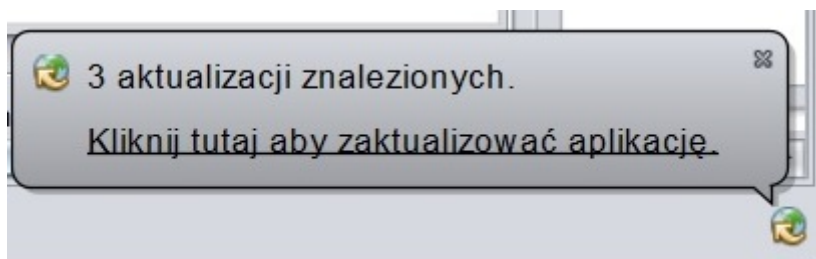 3 aktualizacji znalezionych.
Kliknij tutaj aby zaktualizować aplikację.